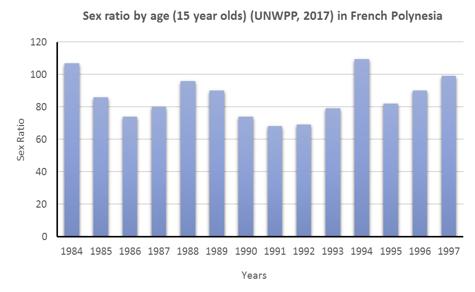 Sex ratio by age (15 year olds) (UNWPP, 2017) in French Polynesia
120
100
80
60
40
20
0
Sex Ratio
1984 1985 1986 1987 1988 1989 1990 1991 1992 1993 1994 1995 1996 1997
Years